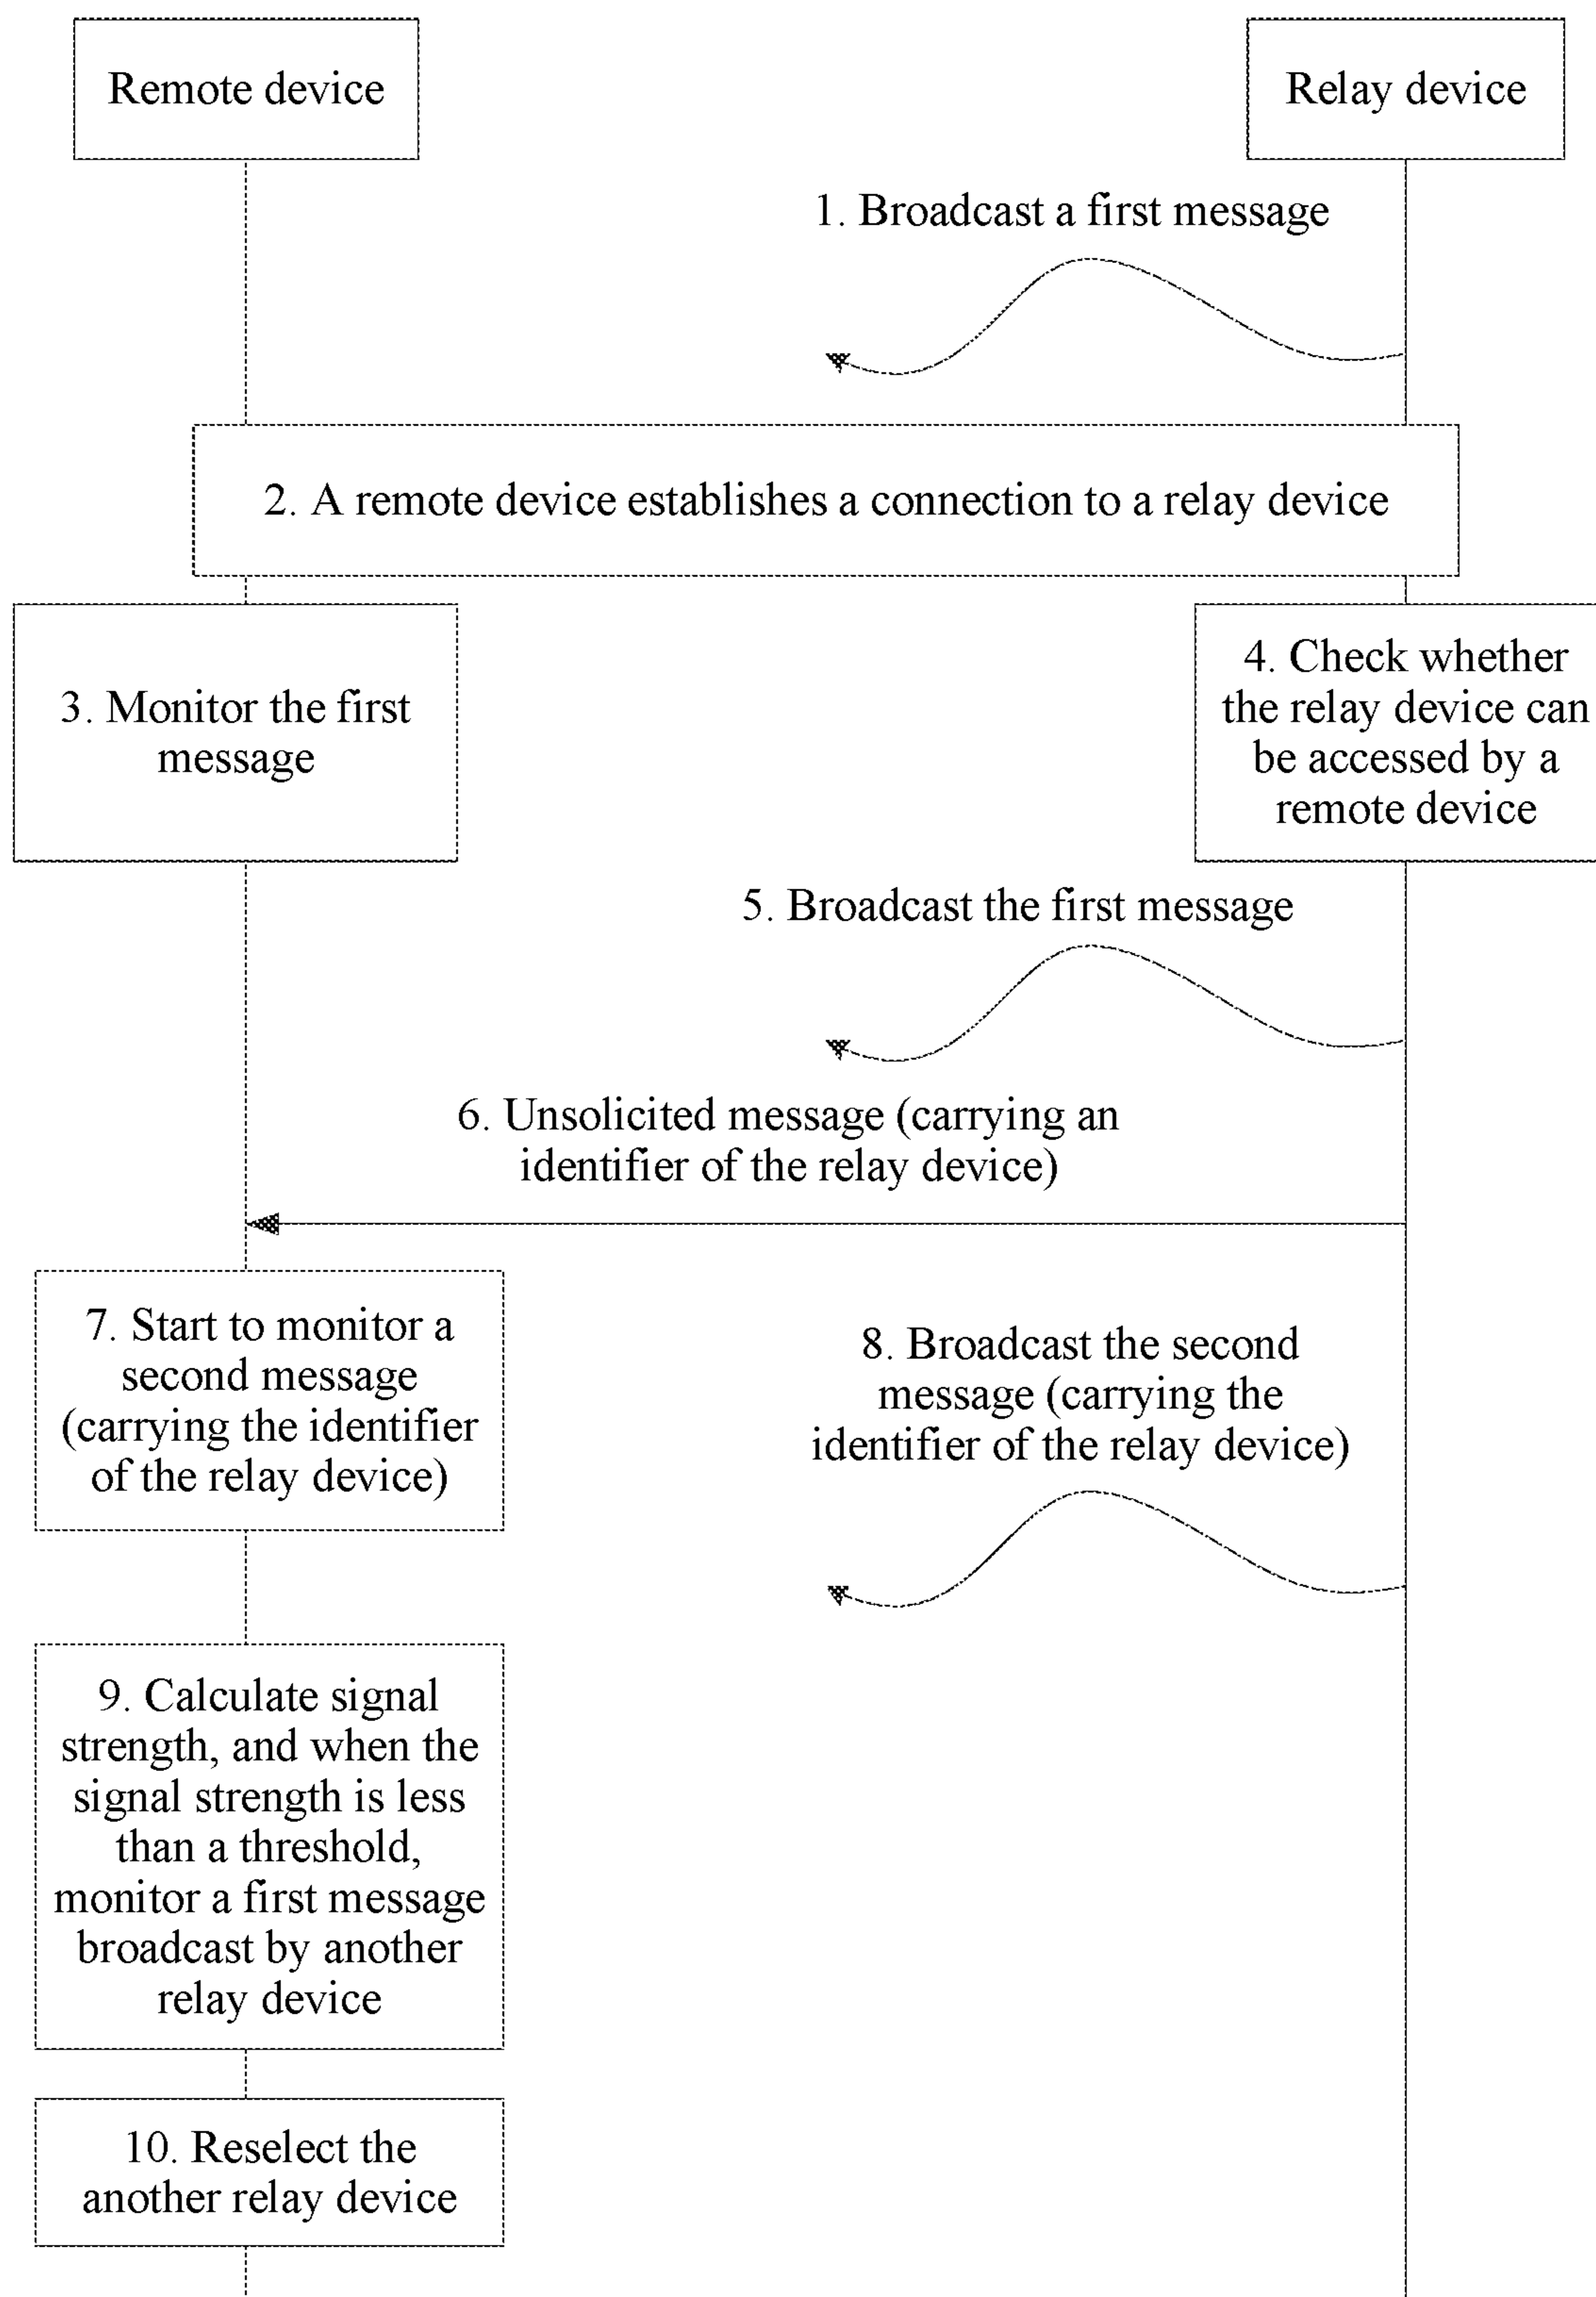 Remote device
Relay device
1. Broadcast a first message
2. A remote device establishes a connection to a relay device
3. Monitor the first
message
4. Check whether
the relay device can
be accessed by a
remote device
5. Broadcast the first message
6. Unsolicited message (carrying an
identifier of the relay device)
7. Start to monitor a
second message
(carrying the identifier
of the relay device)
8. Broadcast the second
message (carrying the
identifier of the relay device)
9. Calculate signal
strength, and when the
signal strength is less
than a threshold,
monitor a first message
broadcast by another
relay device
10. Reselect the
another relay device